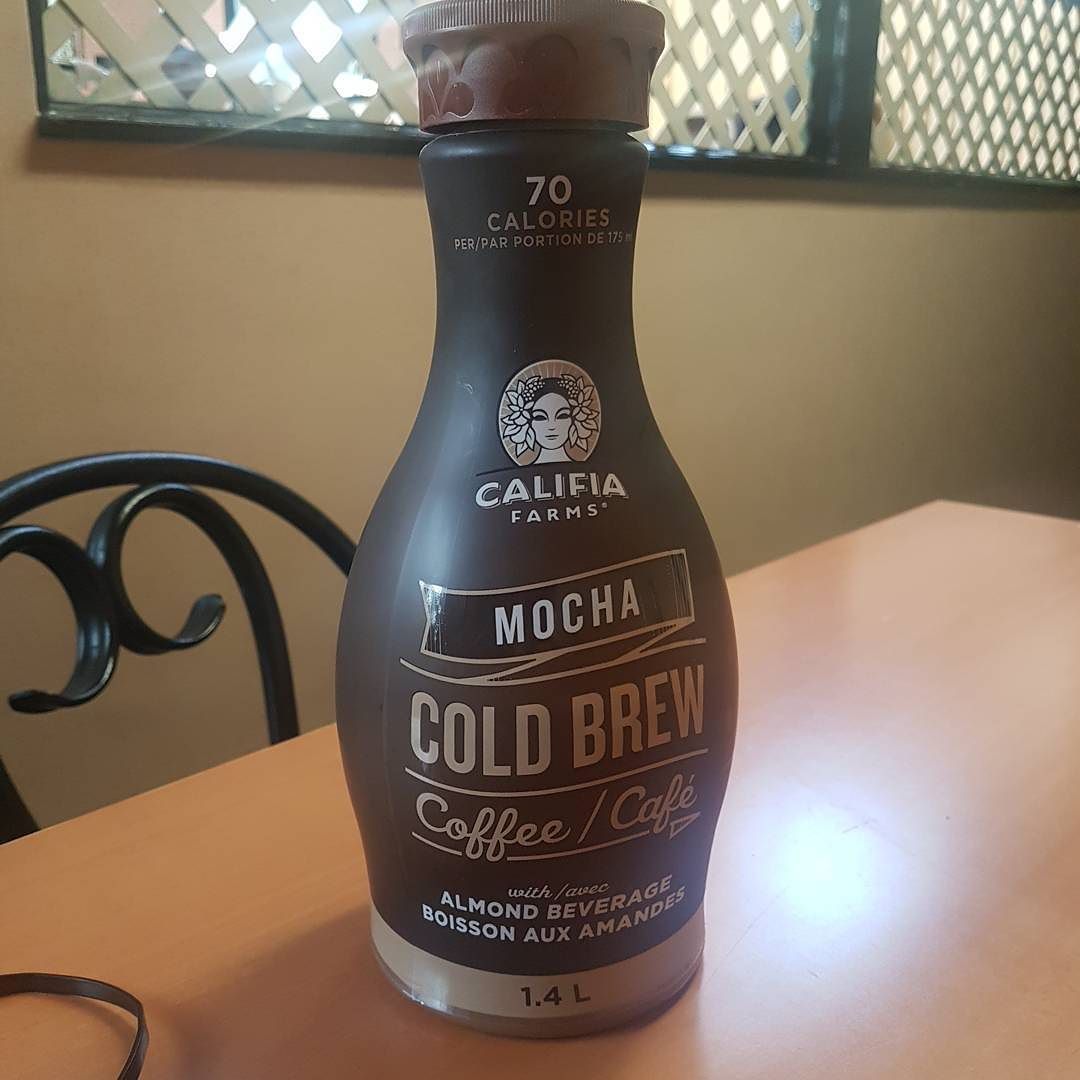 70
CALORIES
PER/PAR PORTION DE 175 ml
CALIFIA
FARMS®
MOCHA
COLD BREW
Coffee / Café
with / avec
ALMOND BEVERAGE
BOISSON AUX AMANDES
1.4 L